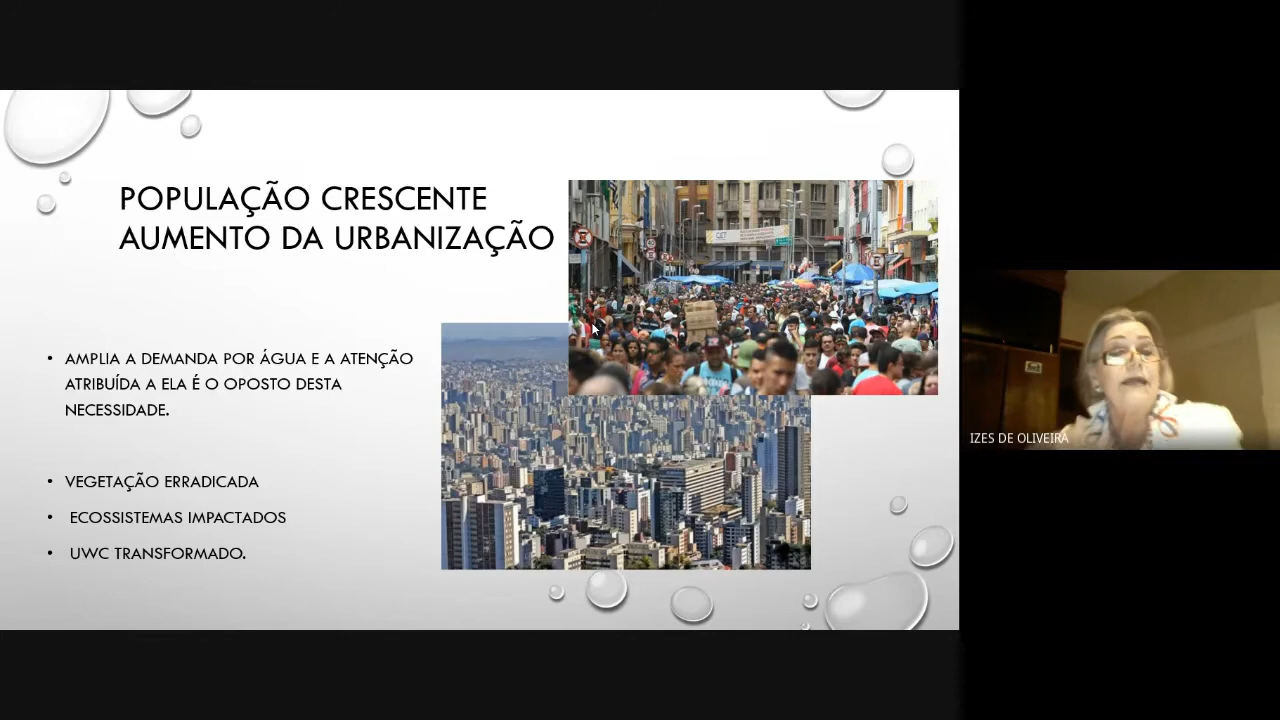 POPULAÇÃO CRESCENTE
AUMENTO DA URBANIZAÇÃO
• AMPLIA A DEMANDA POR ÁGUA E A ATENÇÃO
ATRIBUÍDA A ELA É O OPOSTO DESTA
NECESSIDADE.
• VEGETAÇÃO ERRADICADA
• ECOSSISTEMAS IMPACTADOS
• UWC TRANSFORMADO.
IZES DE OLIVEIRA